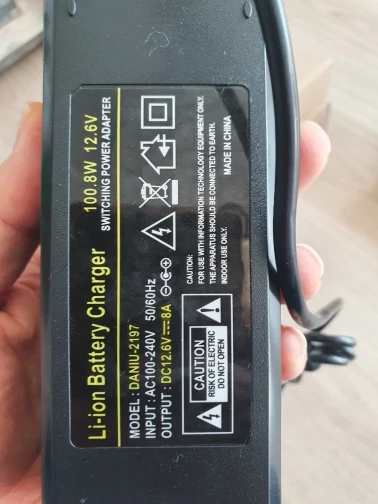 Li-ion Battery Charger 100.8W 12.6V
SWITCHING POWER ADAPTER
MODEL : DANIU-2197
INPUT : AC100-240V 50/60Hz
OUTPUT : DC12.6V⎓8A
CAUTION
RISK OF ELECTRIC
DO NOT OPEN
CAUTION:
FOR USE WITH INFORMATION TECHNOLOGY EQUIPMENT ONLY.
THE APPARATUS SHOULD BE CONNECTED TO EARTH.
INDOOR USE ONLY.
MADE IN CHINA